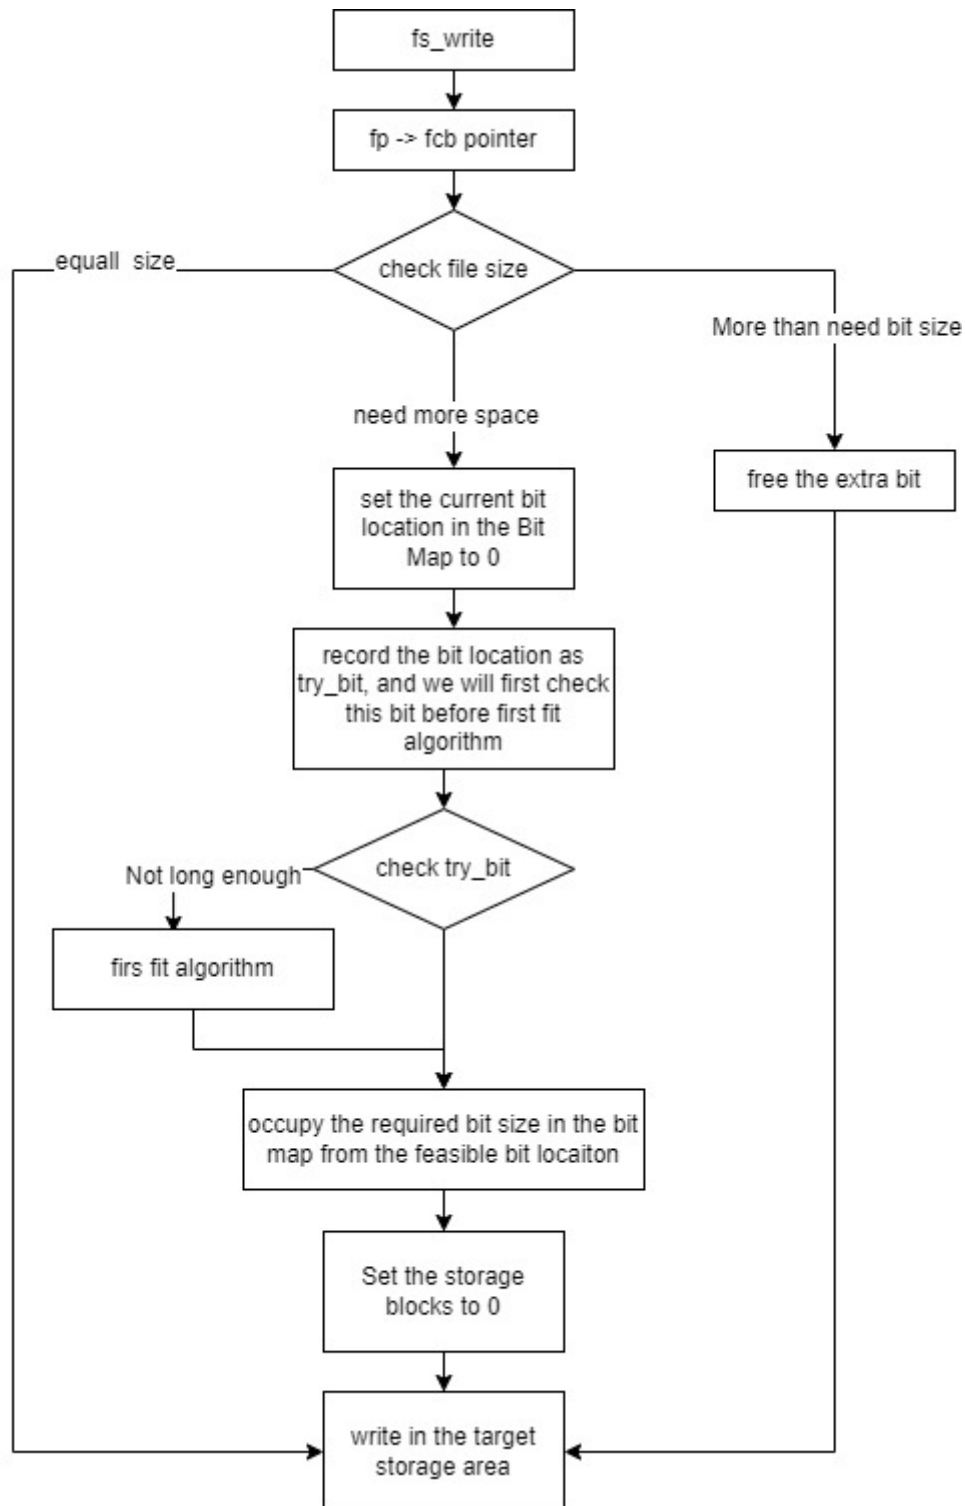 fs_write
fp -> fcb pointer
check file size
equall  size
More than need bit size
need more space
free the extra bit
set the current bit
location in the Bit
Map to 0
record the bit location as
try_bit, and we will first check
this bit before first fit
algorithm
check try_bit
Not long enough
firs fit algorithm
occupy the required bit size in the bit
map from the feasible bit locaiton
Set the storage
blocks to 0
write in the target
storage area